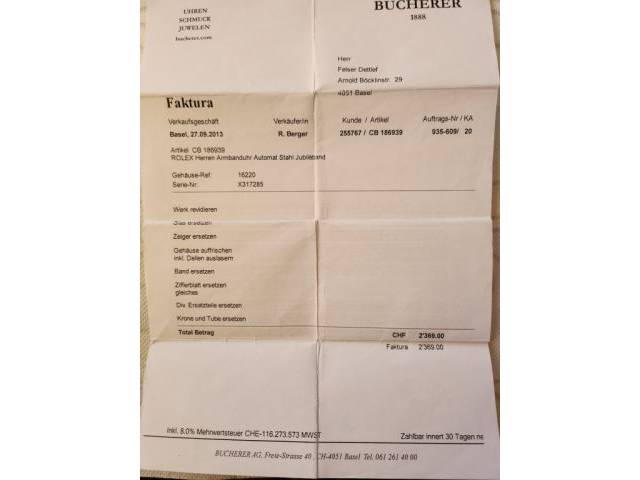 UHREN
SCHMUCK
JUWELEN
bucherer.com
BUCHERER
1888
Herr
Felser Detlef
Arnold Böcklinstr. 29
4051 Basel
Faktura
Verkaufsgeschäft Verkäufer/in Kunde / Artikel Auftrags-Nr / KA
Basel, 27.09.2013 R. Berger 255767 / CB 186939 935-609/ 20
Artikel CB 186939
ROLEX Herren Armbanduhr Automat Stahl Jubileband
Gehäuse-Ref: 16220
Serie-Nr: X317285
Werk revidieren
Glas ersetzen
Zeiger ersetzen
Gehäuse auffrischen
inkl. Dellen auslasern
Band ersetzen
Zifferblatt ersetzen
gleiches
Div. Ersatzteile ersetzen
Krone und Tube ersetzen
Total Betrag CHF 2'369.00
Faktura 2'369.00
Inkl. 8.0% Mehrwertsteuer CHE-116.273.573 MWST Zahlbar innert 30 Tagen ne
BUCHERER AG, Freie-Strasse 40, CH-4051 Basel Tel. 061 261 40 00